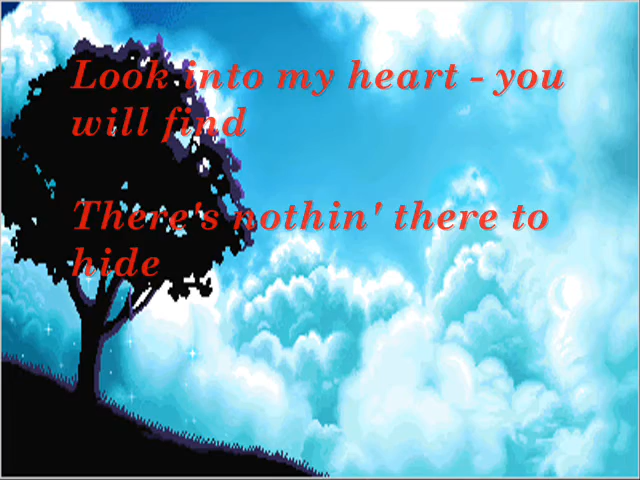 Look into my heart - you
will find
There's nothin' there to
hide